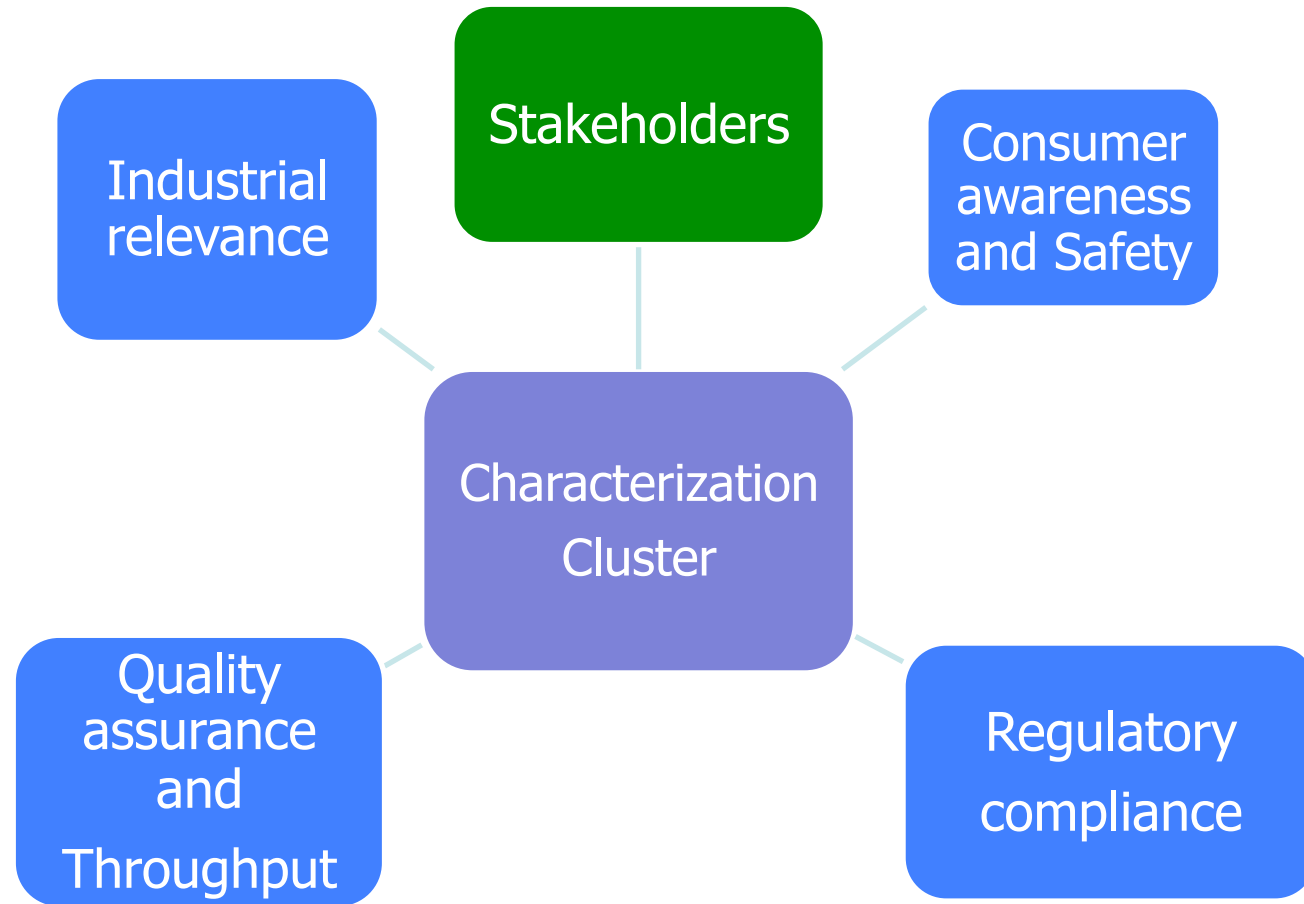 Stakeholders
Industrial
relevance
Consumer
awareness
and Safety
Characterization
Cluster
Quality
assurance
and
Throughput
Regulatory
compliance